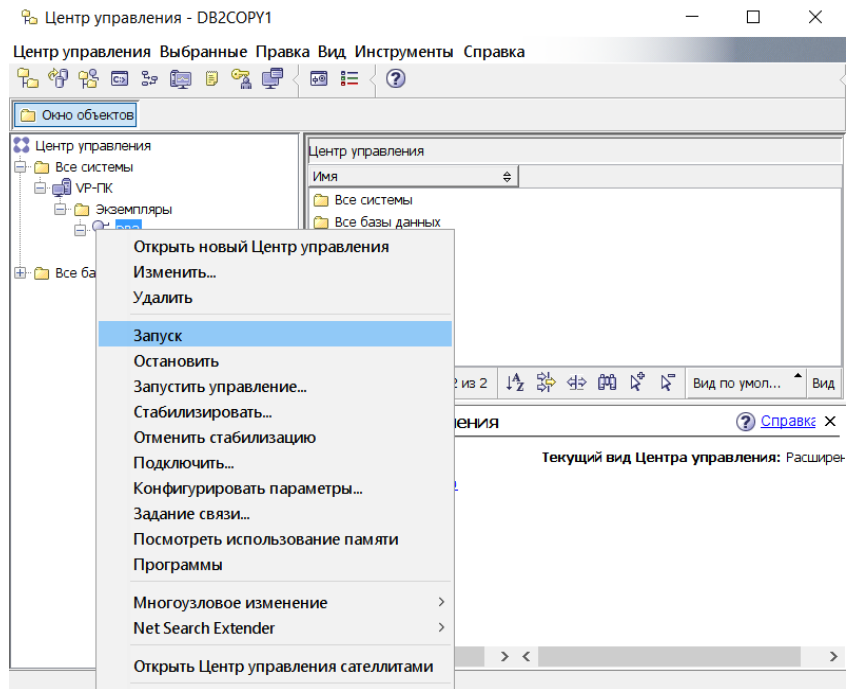 Центр управления - DB2COPY1
Центр управления Выбранные Правка Вид Инструменты Справка
Окно объектов
Центр управления
Все системы
VP-ПК
Экземпляры
Все ба
Центр управления
Имя
Все системы
Все базы данных
Открыть новый Центр управления
Изменить...
Удалить
Запуск
Остановить
Запустить управление...
Стабилизировать...
Отменить стабилизацию
Подключить...
Конфигурировать параметры...
Задание связи...
Посмотреть использование памяти
Программы
Многоузловое изменение
Net Search Extender
Открыть Центр управления сателлитами
2 из 2
Вид по умол...
Вид
ения
Справка
Текущий вид Центра управления: Расширен